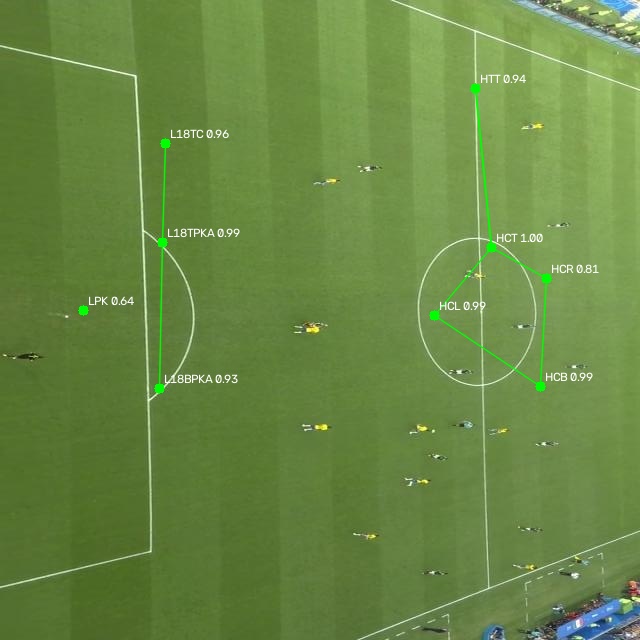 HTT 0.94
L18TC 0.96
L18TPKA 0.99
HCT 1.00
HCR 0.81
LPK 0.64
HCL 0.99
L18BPKA 0.93
HCB 0.99